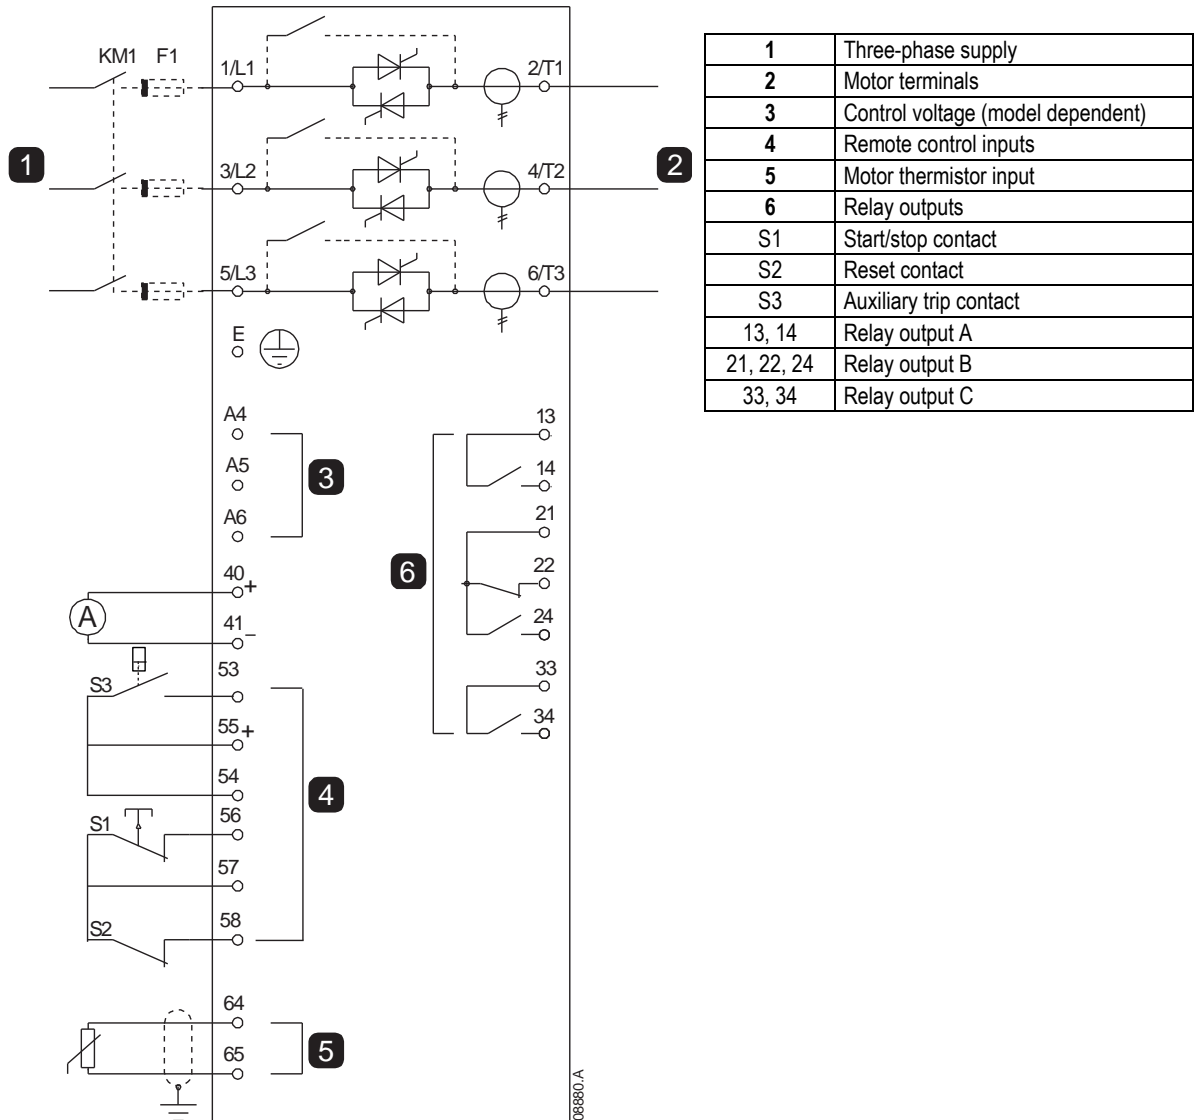 KM1 F1
1/L1
2/T1
1
3/L2
4/T2
2
5/L3
6/T3
E
A4
A5
A6
3
40
+
A
41
–
53
S3
55
+
54
4
S1
56
57
S2
58
64
65
5
13
14
21
22
24
6
33
34
08880.A
1 Three-phase supply
2 Motor terminals
3 Control voltage (model dependent)
4 Remote control inputs
5 Motor thermistor input
6 Relay outputs
S1 Start/stop contact
S2 Reset contact
S3 Auxiliary trip contact
13, 14 Relay output A
21, 22, 24 Relay output B
33, 34 Relay output C